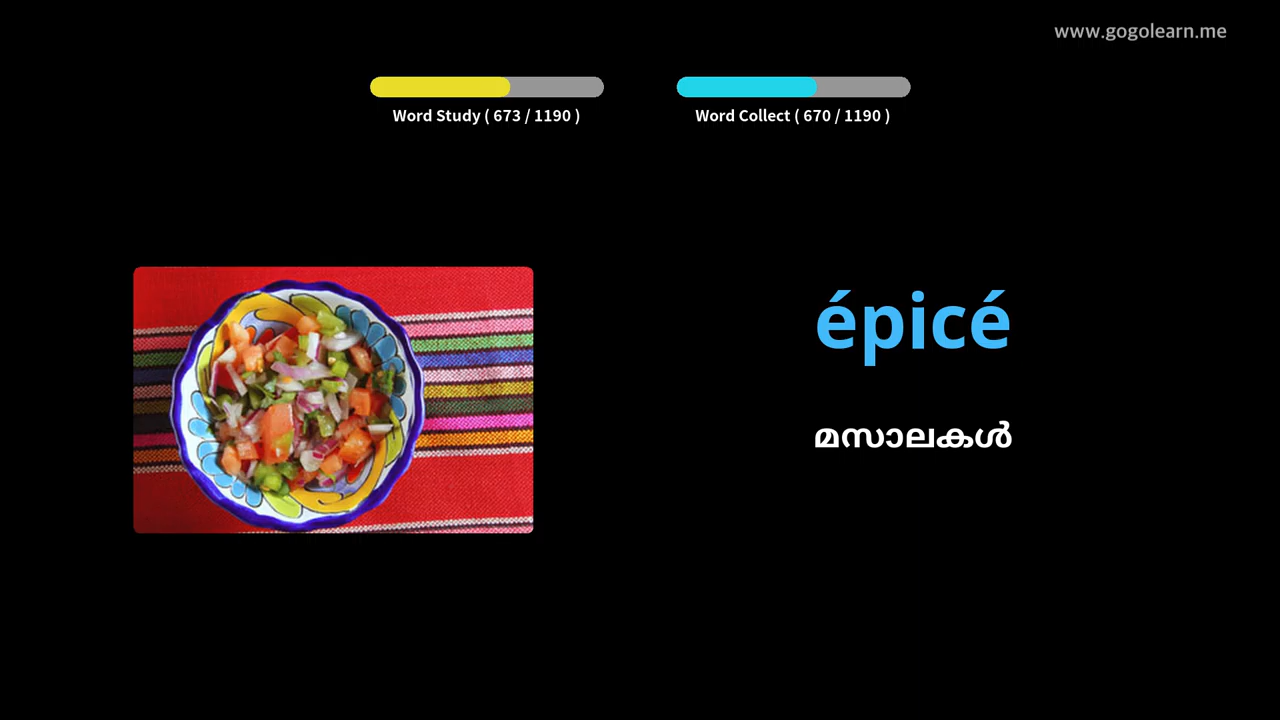 www.gogolearn.me
Word Study ( 673 / 1190 )
Word Collect ( 670 / 1190 )
épicé
മസാലകൾ